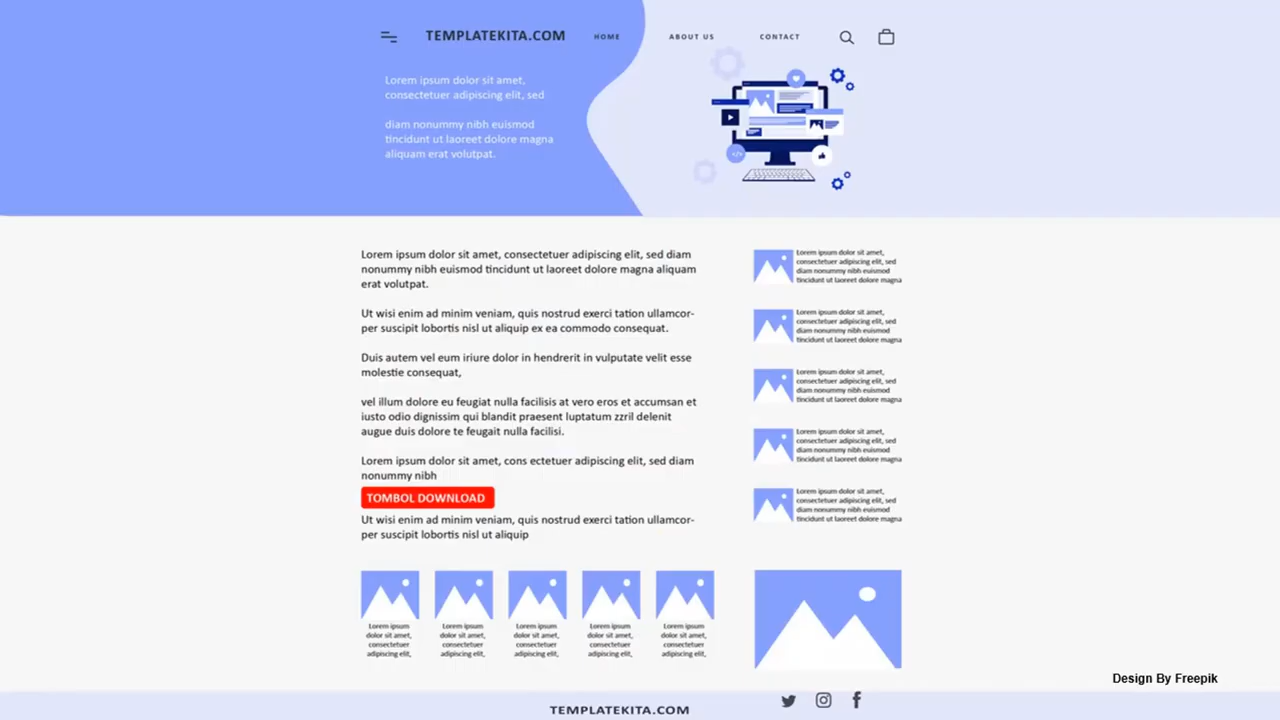 TEMPLATEKITA.COM
HOME
ABOUT US
CONTACT
Lorem ipsum dolor sit amet,
consectetuer adipiscing elit, sed
diam nonummy nibh euismod
tincidunt ut laoreet dolore magna
aliquam erat volutpat.
Lorem ipsum dolor sit amet, consectetuer adipiscing elit, sed diam
nonummy nibh euismod tincidunt ut laoreet dolore magna aliquam
erat volutpat.
Ut wisi enim ad minim veniam, quis nostrud exerci tation ullamcor-
per suscipit lobortis nisl ut aliquip ex ea commodo consequat.
Duis autem vel eum iriure dolor in hendrerit in vulputate velit esse
molestie consequat,
vel illum dolore eu feugiat nulla facilisis at vero eros et accumsan et
iusto odio dignissim qui blandit praesent luptatum zzril delenit
augue duis dolore te feugait nulla facilisi.
Lorem ipsum dolor sit amet, cons ectetuer adipiscing elit, sed diam
nonummy nibh
TOMBOL DOWNLOAD
Ut wisi enim ad minim veniam, quis nostrud exerci tation ullamcor-
per suscipit lobortis nisl ut aliquip
Lorem ipsum dolor sit amet,
consectetuer adipiscing elit, sed
diam nonummy nibh euismod
tincidunt ut laoreet dolore magna
Lorem ipsum dolor sit amet,
consectetuer adipiscing elit, sed
diam nonummy nibh euismod
tincidunt ut laoreet dolore magna
Lorem ipsum dolor sit amet,
consectetuer adipiscing elit, sed
diam nonummy nibh euismod
tincidunt ut laoreet dolore magna
Lorem ipsum dolor sit amet,
consectetuer adipiscing elit, sed
diam nonummy nibh euismod
tincidunt ut laoreet dolore magna
Lorem ipsum dolor sit amet,
consectetuer adipiscing elit, sed
diam nonummy nibh euismod
tincidunt ut laoreet dolore magna
Lorem ipsum
dolor sit amet,
consectetuer
adipiscing elit,
Lorem ipsum
dolor sit amet,
consectetuer
adipiscing elit,
Lorem ipsum
dolor sit amet,
consectetuer
adipiscing elit,
Lorem ipsum
dolor sit amet,
consectetuer
adipiscing elit,
Lorem ipsum
dolor sit amet,
consectetuer
adipiscing elit,
Design By Freepik
TEMPLATEKITA.COM